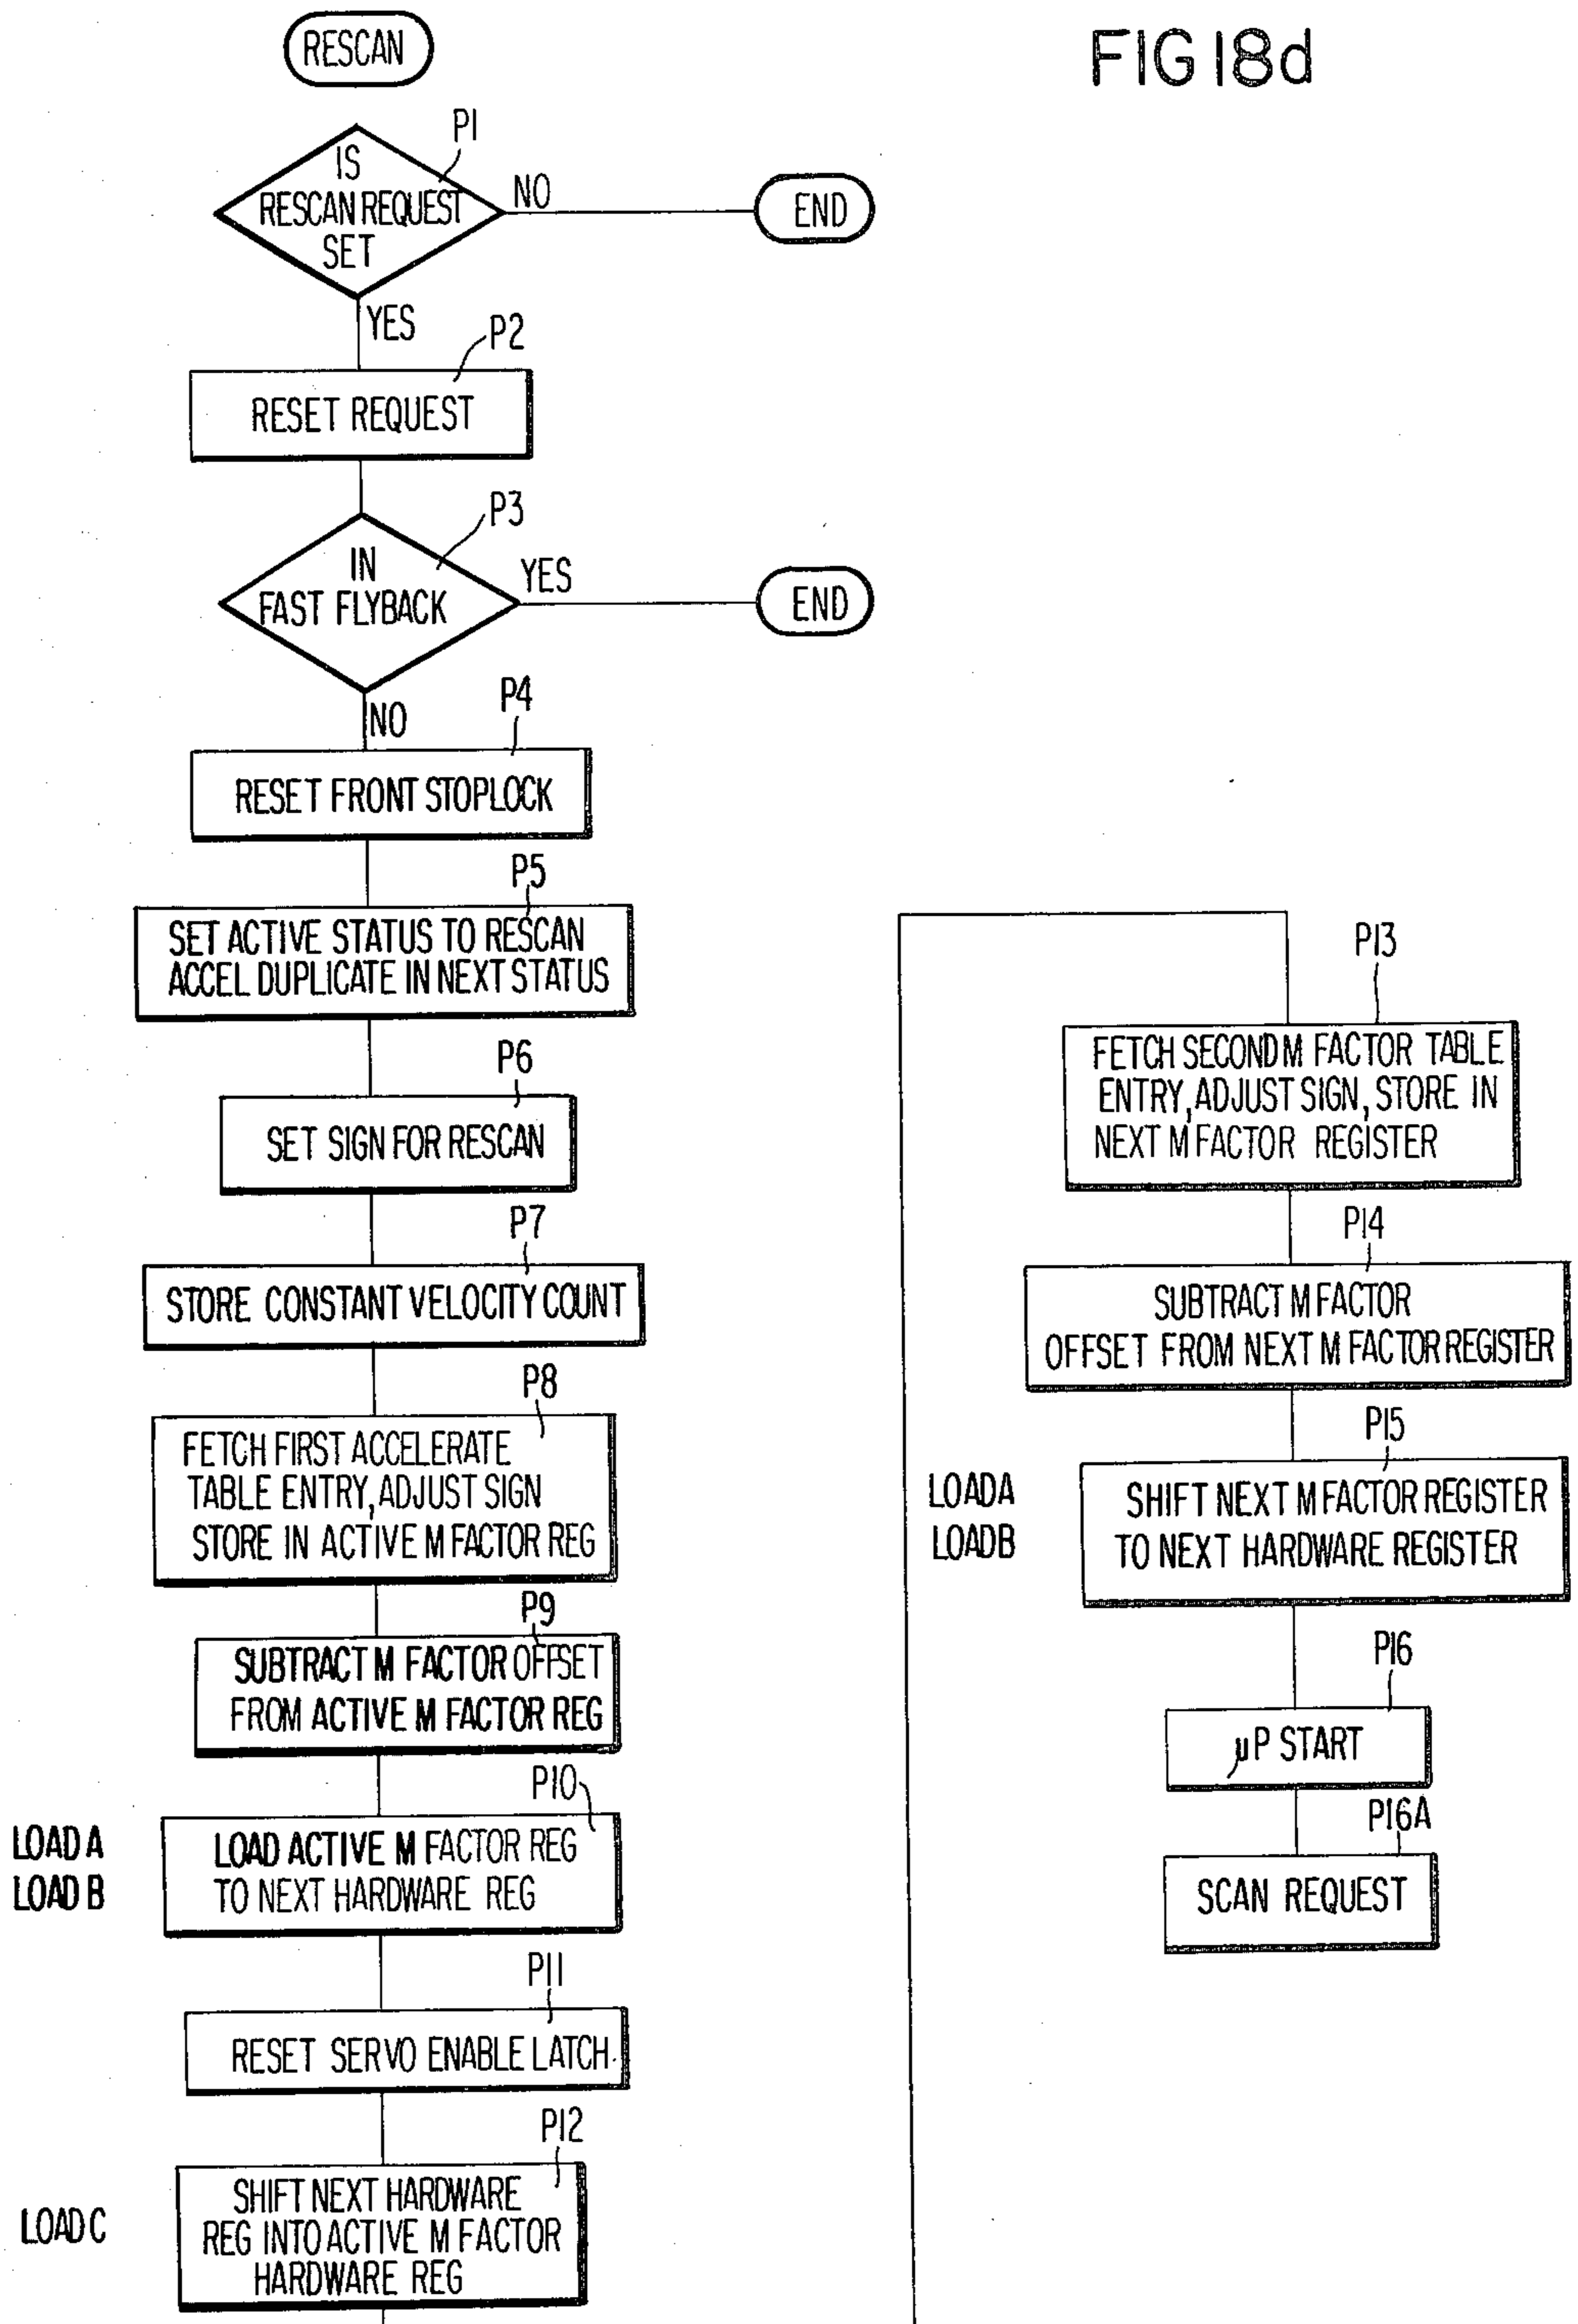 RESCAN
FIG 18d
P1
IS
RESCAN REQUEST
SET
NO
END
YES
P2
RESET REQUEST
P3
IN
FAST FLYBACK
YES
END
NO
P4
RESET FRONT STOPLOCK
P5
SET ACTIVE STATUS TO RESCAN
ACCEL DUPLICATE IN NEXT STATUS
P6
SET SIGN FOR RESCAN
P7
STORE CONSTANT VELOCITY COUNT
P8
FETCH FIRST ACCELERATE
TABLE ENTRY, ADJUST SIGN
STORE IN ACTIVE M FACTOR REG
P9
SUBTRACT M FACTOR OFFSET
FROM ACTIVE M FACTOR REG
P10
LOAD A
LOAD B
LOAD ACTIVE M FACTOR REG
TO NEXT HARDWARE REG
P11
RESET SERVO ENABLE LATCH
P12
LOAD C
SHIFT NEXT HARDWARE
REG INTO ACTIVE M FACTOR
HARDWARE REG
P13
FETCH SECOND M FACTOR TABLE
ENTRY, ADJUST SIGN, STORE IN
NEXT M FACTOR REGISTER
P14
SUBTRACT M FACTOR
OFFSET FROM NEXT M FACTOR REGISTER
P15
LOAD A
LOAD B
SHIFT NEXT M FACTOR REGISTER
TO NEXT HARDWARE REGISTER
P16
µP START
P16A
SCAN REQUEST